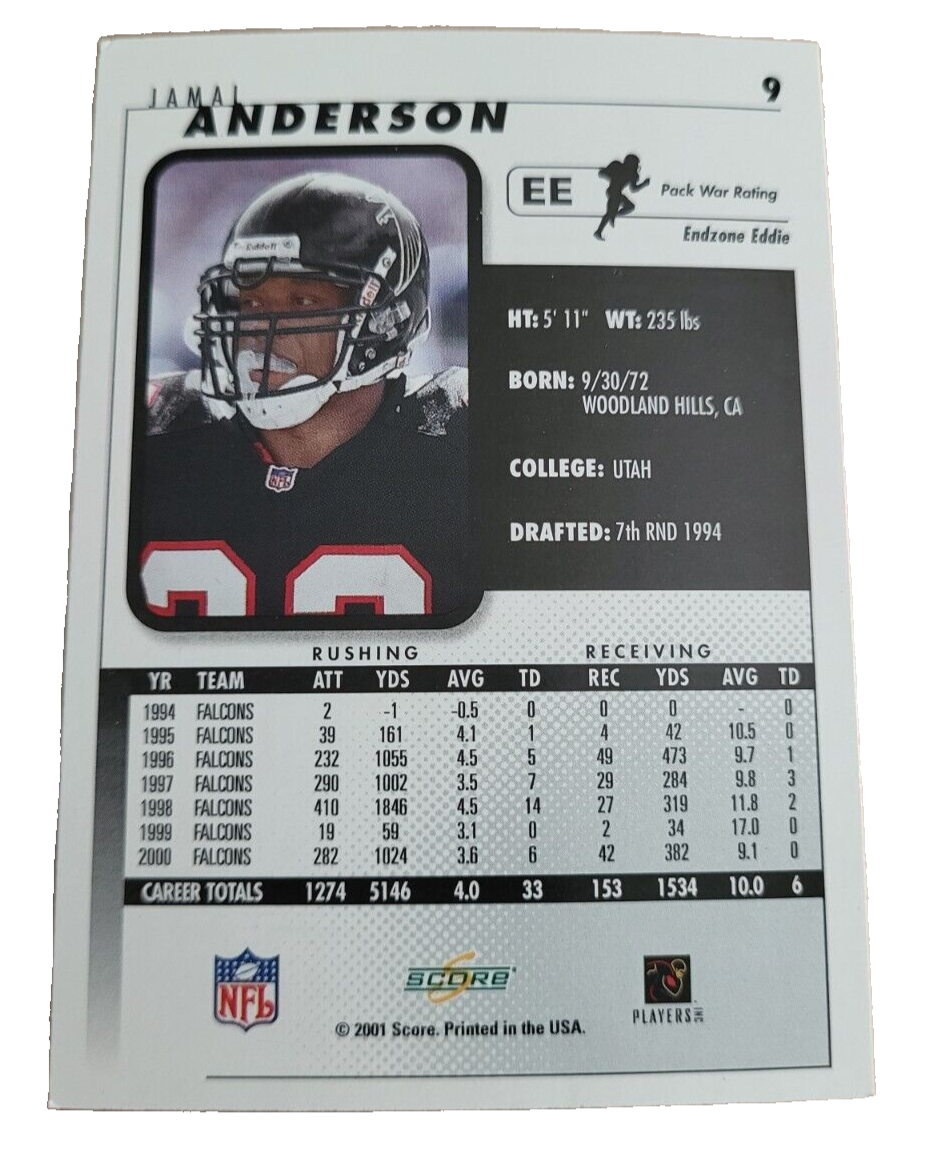 JAMAL 9
ANDERSON
Riddell
Riddell
NFL
EE Pack War Rating
Endzone Eddie
HT: 5' 11" WT: 235 lbs
BORN: 9/30/72
WOODLAND HILLS, CA
COLLEGE: UTAH
DRAFTED: 7th RND 1994
RUSHING RECEIVING
YR TEAM ATT YDS AVG TD REC YDS AVG TD
1994 FALCONS 2 -1 -0.5 0 0 0 - 0
1995 FALCONS 39 161 4.1 1 4 42 10.5 0
1996 FALCONS 232 1055 4.5 5 49 473 9.7 1
1997 FALCONS 290 1002 3.5 7 29 284 9.8 3
1998 FALCONS 410 1846 4.5 14 27 319 11.8 2
1999 FALCONS 19 59 3.1 0 2 34 17.0 0
2000 FALCONS 282 1024 3.6 6 42 382 9.1 0
CAREER TOTALS 1274 5146 4.0 33 153 1534 10.0 6
NFL SCORE PLAYERS INC
© 2001 Score. Printed in the USA.